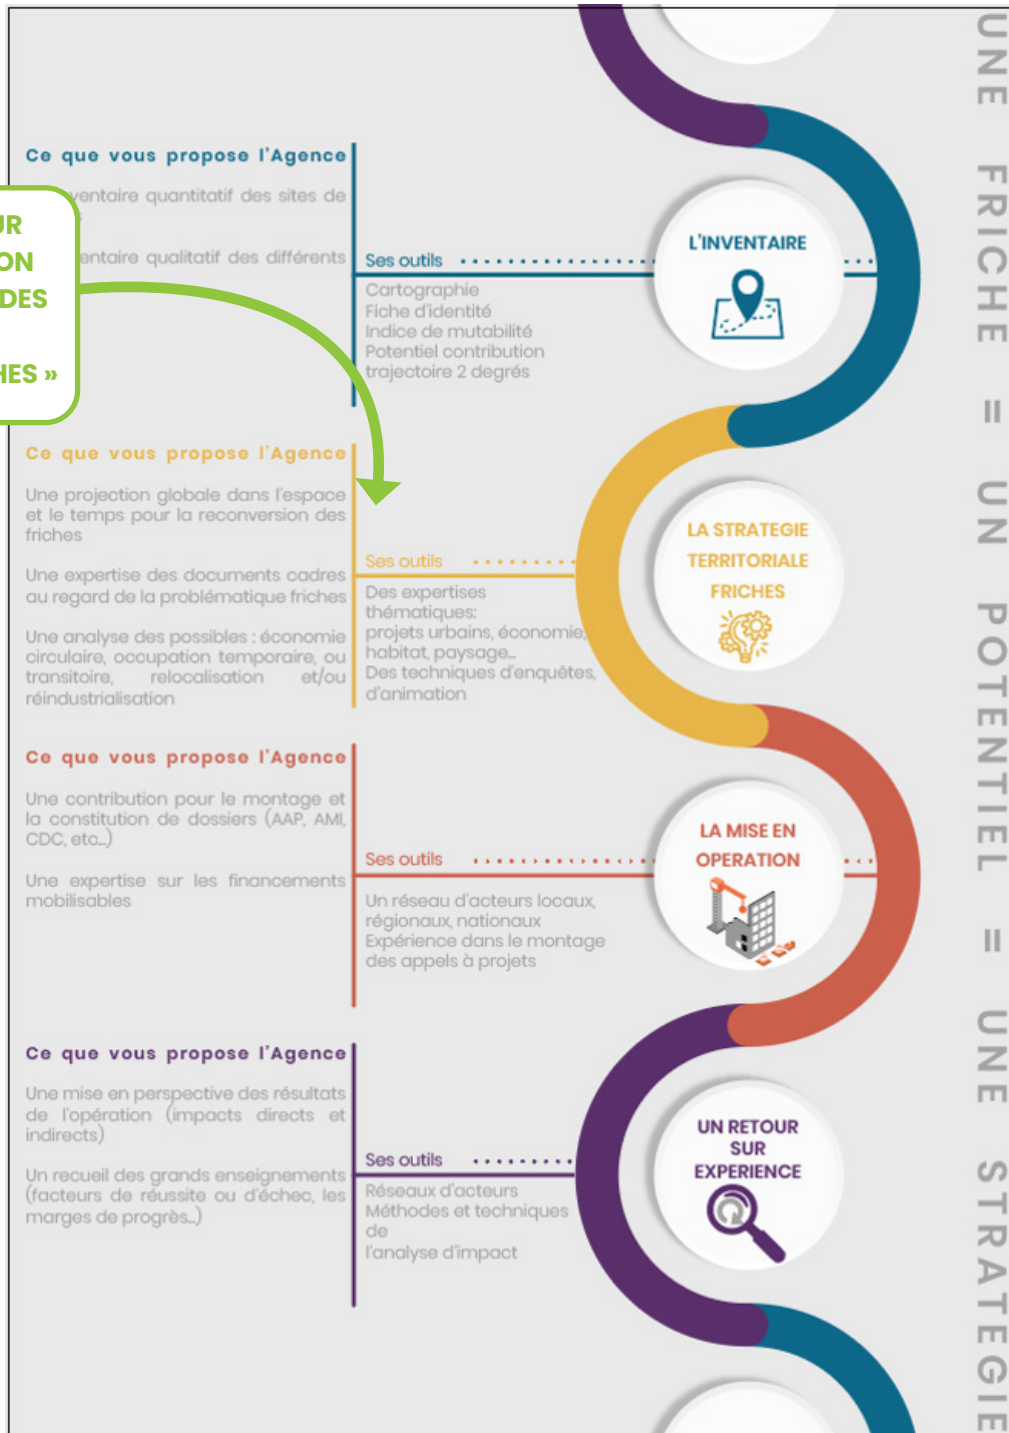 Ce que vous propose l'Agence
quantitatif des sites de
qualitatif des différents
UR
ON
DES
HES »
Ses outils
Cartographie
Fiche d'identité
Indice de mutabilité
Potentiel contribution
trajectoire 2 degrés
L'INVENTAIRE
Ce que vous propose l'Agence
Une projection globale dans l'espace
et le temps pour la reconversion des
friches
Une expertise des documents cadres
au regard de la problématique friches
Une analyse des possibles : économie
circulaire, occupation temporaire, ou
transitoire, relocalisation et/ou
réindustrialisation
Ses outils
Des expertises
thématiques:
projets urbains, économie,
habitat, paysage...
Des techniques d'enquêtes,
d'animation
LA STRATEGIE
TERRITORIALE
FRICHES
Ce que vous propose l'Agence
Une contribution pour le montage et
la constitution de dossiers (AAP, AMI,
CDC, etc...)
Une expertise sur les financements
mobilisables
Ses outils
Un réseau d'acteurs locaux,
régionaux, nationaux
Expérience dans le montage
des appels à projets
LA MISE EN
OPERATION
Ce que vous propose l'Agence
Une mise en perspective des résultats
de l'opération (impacts directs et
indirects)
Un recueil des grands enseignements
(facteurs de réussite ou d'échec, les
marges de progrès...)
Ses outils
Réseaux d'acteurs
Méthodes et techniques
de
l'analyse d'impact
UN RETOUR
SUR
EXPERIENCE
UNE FRICHE = UN POTENTIEL = UNE STRATEGIE